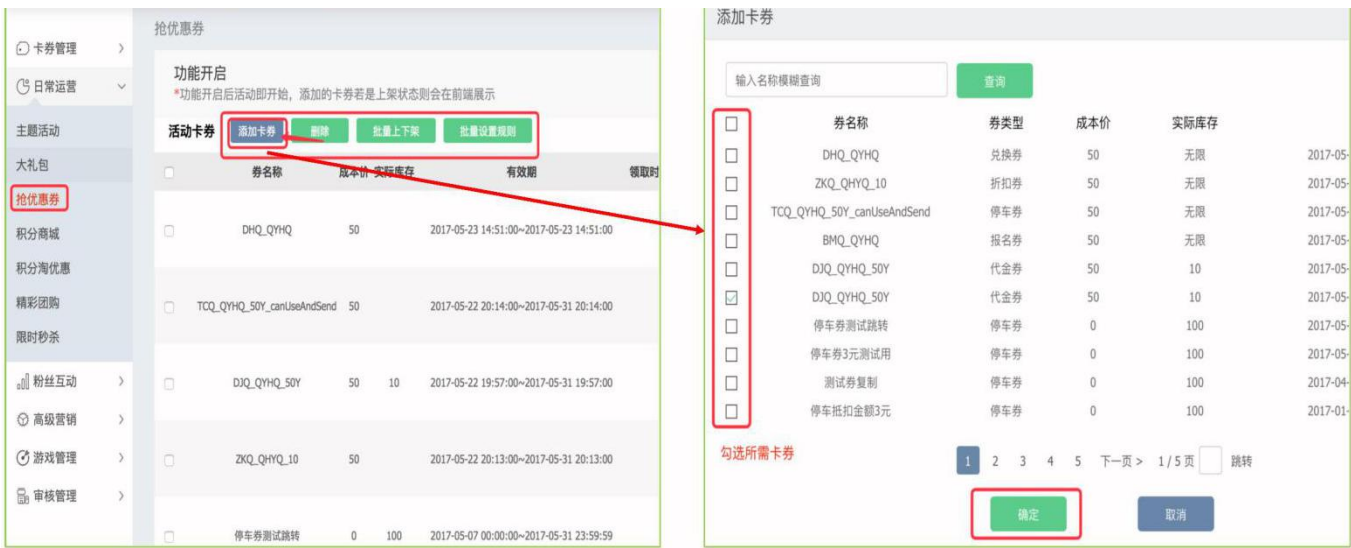 卡券管理
日常运营
主题活动
大礼包
抢优惠券
积分商城
积分淘优惠
精彩团购
限时秒杀
粉丝互动
高级营销
游戏管理
审核管理
抢优惠券
功能开启
*功能开启后活动即开始，添加的卡券若是上架状态则会在前端展示
活动卡券 添加卡券 删除 批量上下架 批量设置规则
券名称 成本价 实际库存 有效期 领取时
DHQ_QYHQ 50 2017-05-23 14:51:00~2017-05-23 14:51:00
TCQ_QYHQ_50Y_canUseAndSend 50 2017-05-22 20:14:00~2017-05-31 20:14:00
DJQ_QYHQ_50Y 50 10 2017-05-22 19:57:00~2017-05-31 19:57:00
ZKQ_QHYQ_10 50 2017-05-22 20:13:00~2017-05-31 20:13:00
停车券测试跳转 0 100 2017-05-07 00:00:00~2017-05-31 23:59:59
添加卡券
输入名称模糊查询 查询
券名称 券类型 成本价 实际库存
DHQ_QYHQ 兑换券 50 无限 2017-05-
ZKQ_QHYQ_10 折扣券 50 无限 2017-05-
TCQ_QYHQ_50Y_canUseAndSend 停车券 50 无限 2017-05-
BMQ_QYHQ 报名券 50 无限 2017-05-
DJQ_QYHQ_50Y 代金券 50 10 2017-05-
DJQ_QYHQ_50Y 代金券 50 10 2017-05-
停车券测试跳转 停车券 0 100 2017-05-
停车券3元测试用 停车券 0 100 2017-05-
测试券复制 停车券 0 100 2017-04-
停车抵扣金额3元 停车券 0 100 2017-01-
勾选所需卡券
1 2 3 4 5 下一页 > 1 / 5 页 跳转
确定 取消